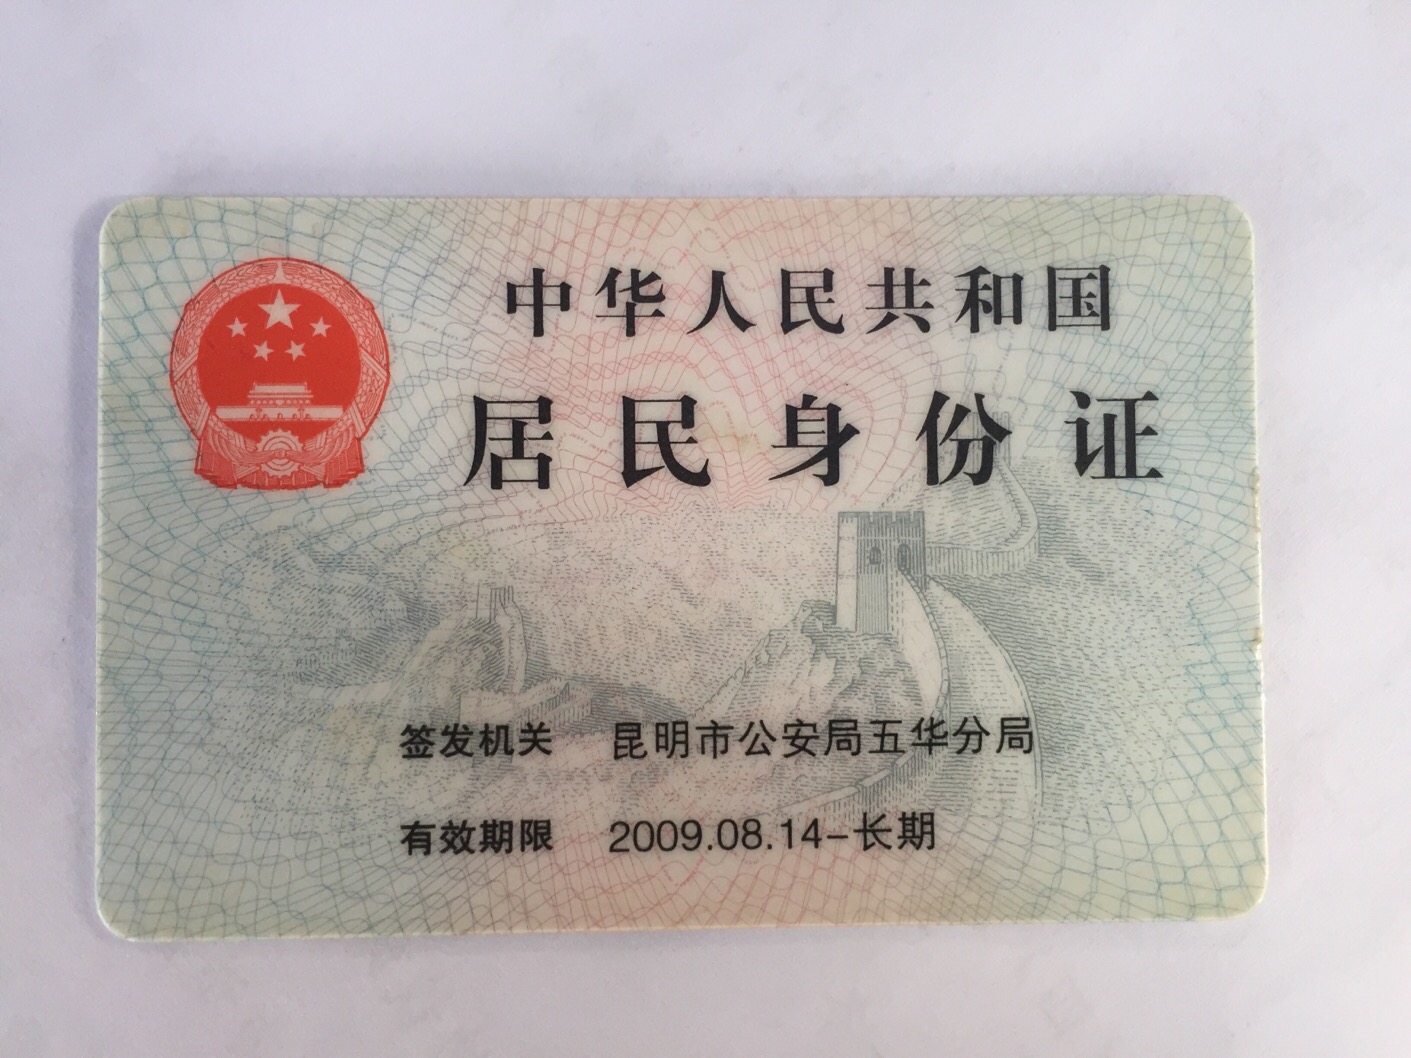 中华人民共和国
居民身份证
签发机关 昆明市公安局五华分局
有效期限 2009.08.14-长期